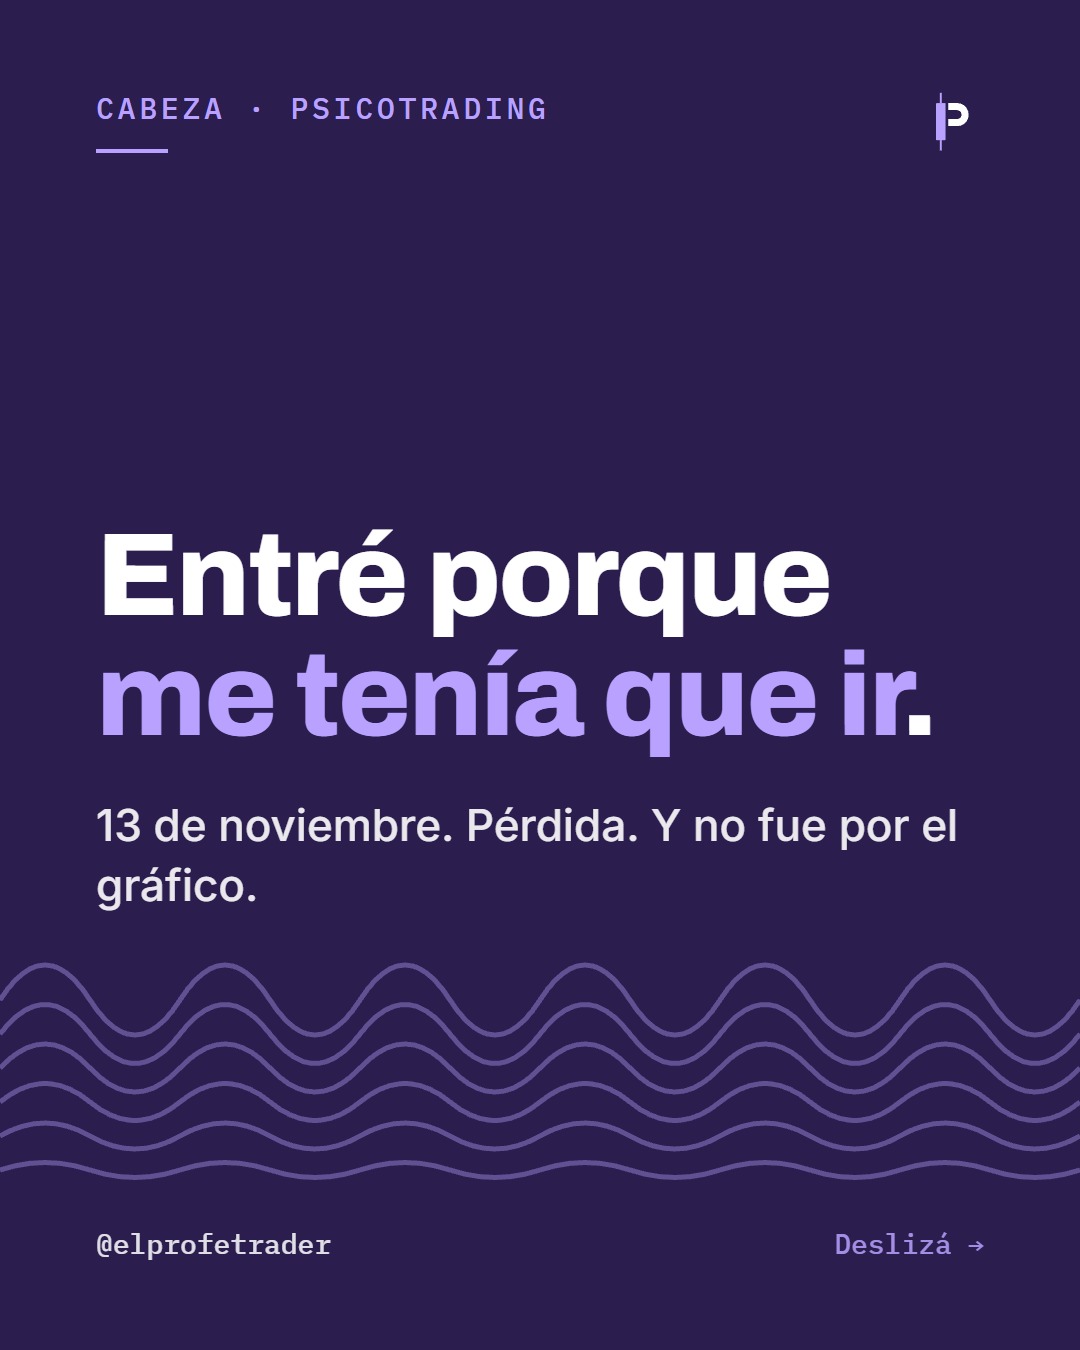 CABEZA · PSICOTRADING
P
Entré porque
me tenía que ir.
13 de noviembre. Pérdida. Y no fue por el
gráfico.
@elprofetrader
Deslizá →